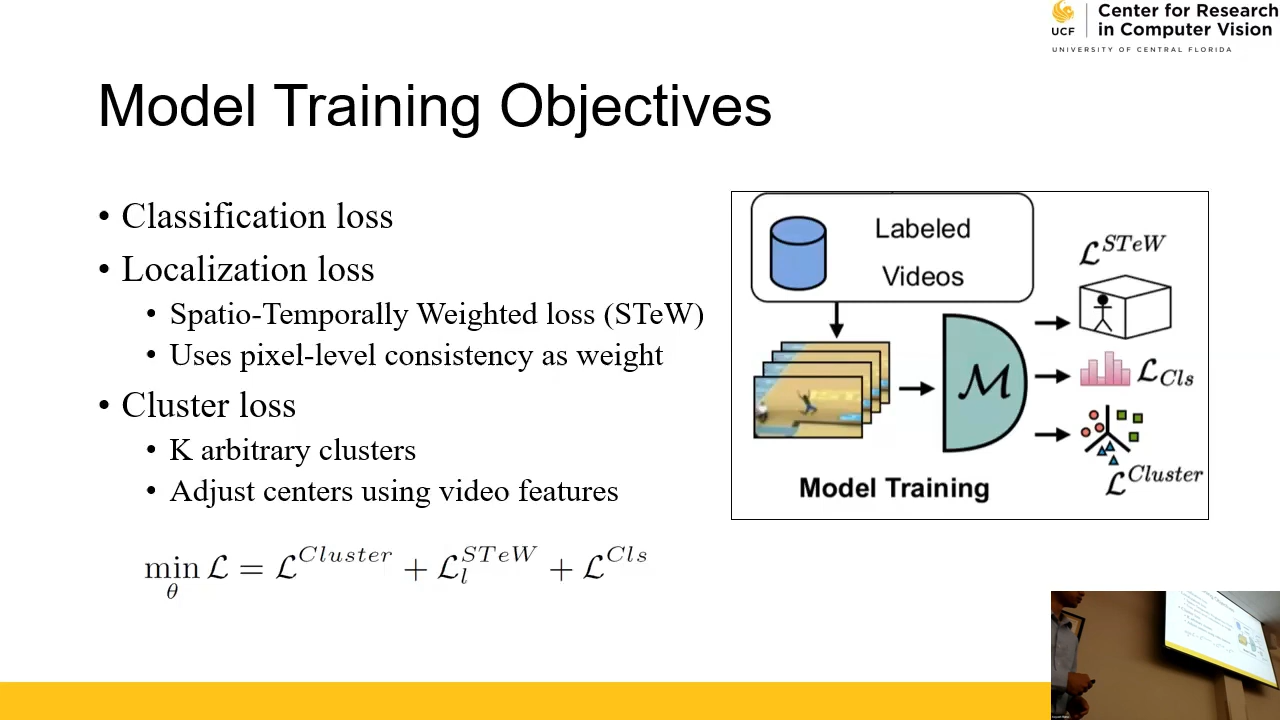 UCF
Center for Research
in Computer Vision
UNIVERSITY OF CENTRAL FLORIDA
Model Training Objectives
• Classification loss
• Localization loss
• Spatio-Temporally Weighted loss (STeW)
• Uses pixel-level consistency as weight
• Cluster loss
• K arbitrary clusters
• Adjust centers using video features
min ℒ = ℒ^{Cluster} + ℒ_l^{STeW} + ℒ^{Cls}
θ
Labeled
Videos
ℒ^{STeW}
ℳ
ℒ_{Cls}
ℒ^{Cluster}
Model Training